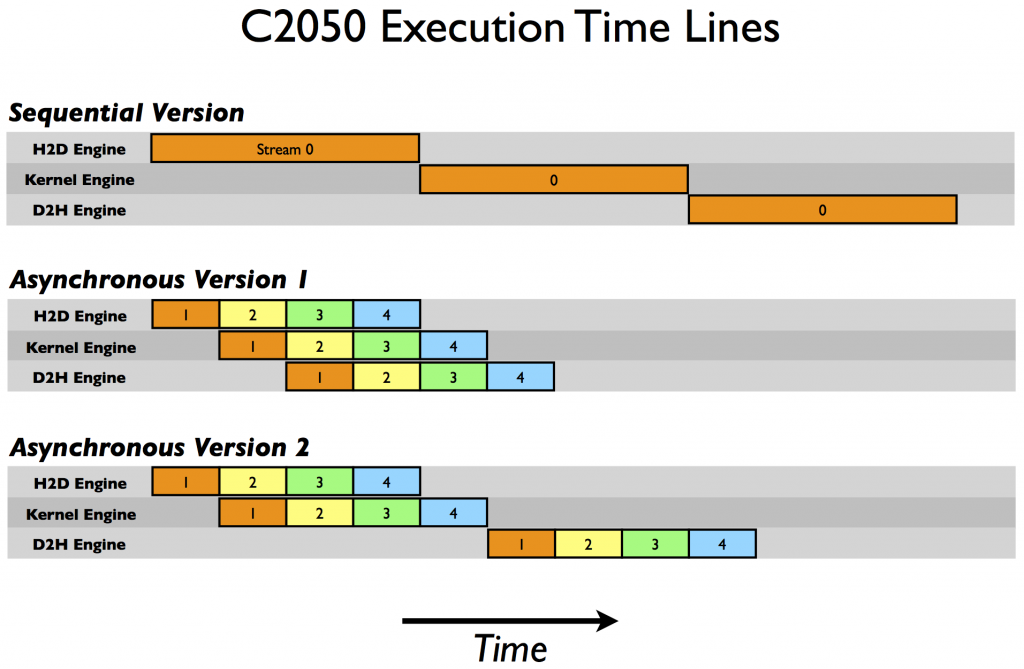 C2050 Execution Time Lines
Sequential Version
H2D Engine Stream 0
Kernel Engine 0
D2H Engine 0
Asynchronous Version 1
H2D Engine 1 2 3 4
Kernel Engine 1 2 3 4
D2H Engine 1 2 3 4
Asynchronous Version 2
H2D Engine 1 2 3 4
Kernel Engine 1 2 3 4
D2H Engine 1 2 3 4
Time